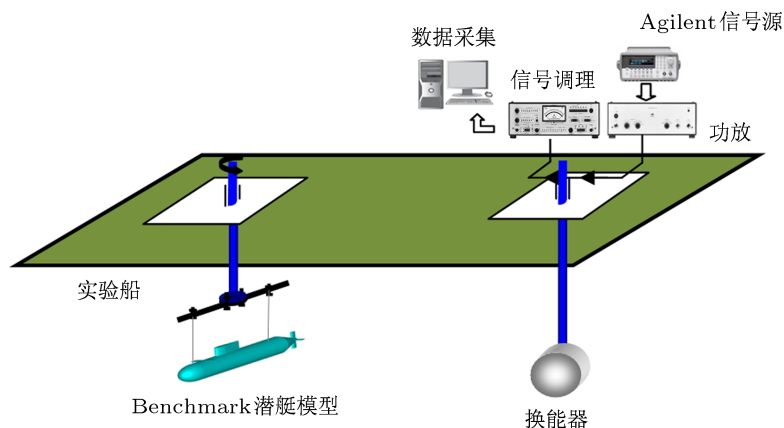 Agilent信号源
数据采集
信号调理
功放
实验船
Benchmark潜艇模型
换能器